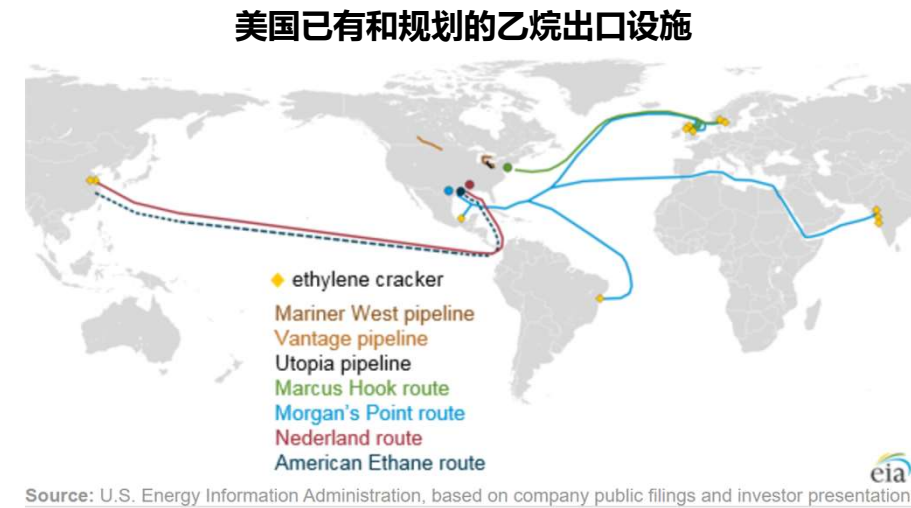 美国已有和规划的乙烷出口设施
ethylene cracker
Mariner West pipeline
Vantage pipeline
Utopia pipeline
Marcus Hook route
Morgan's Point route
Nederland route
American Ethane route
eia
Source: U.S. Energy Information Administration, based on company public filings and investor presentation